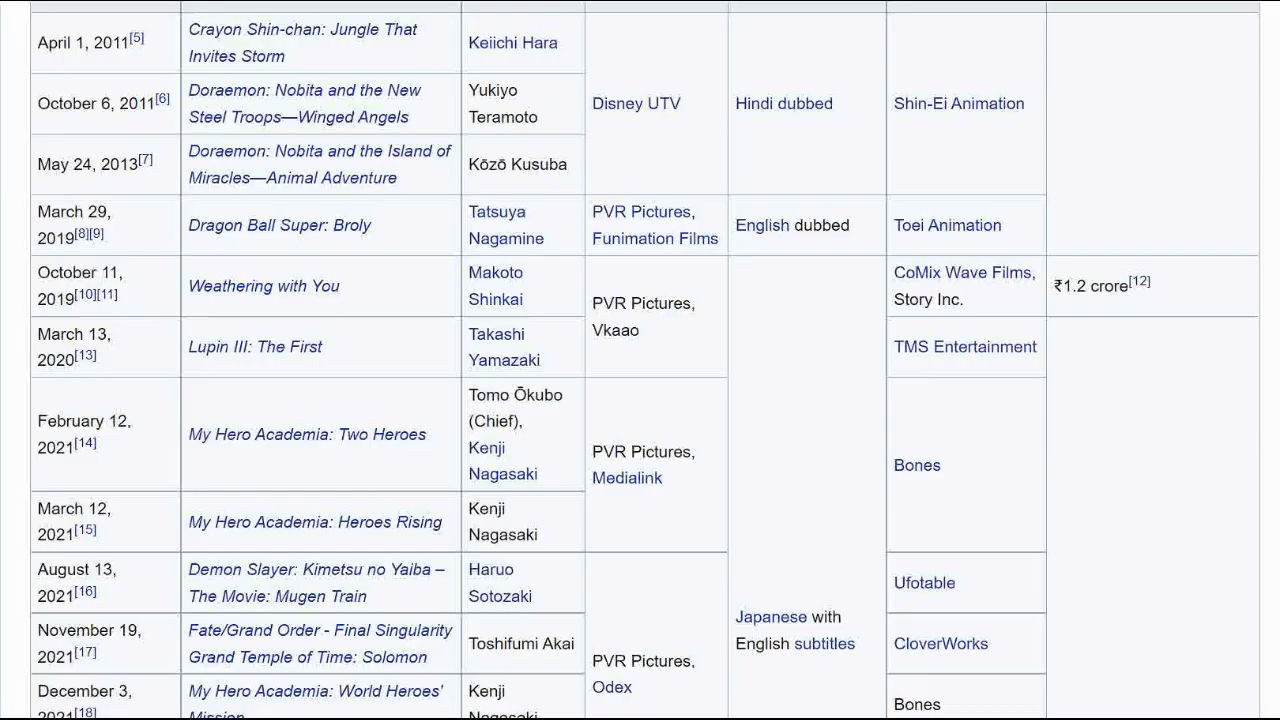 April 1, 2011[5]
Crayon Shin-chan: Jungle That
Invites Storm
Keiichi Hara
October 6, 2011[6]
Doraemon: Nobita and the New
Steel Troops—Winged Angels
Yukiyo
Teramoto
Disney UTV
Hindi dubbed
Shin-Ei Animation
May 24, 2013[7]
Doraemon: Nobita and the Island of
Miracles—Animal Adventure
Kōzō Kusuba
March 29,
2019[8][9]
Dragon Ball Super: Broly
Tatsuya
Nagamine
PVR Pictures,
Funimation Films
English dubbed
Toei Animation
October 11,
2019[10][11]
Weathering with You
Makoto
Shinkai
PVR Pictures,
Vkaao
CoMix Wave Films,
Story Inc.
₹1.2 crore[12]
March 13,
2020[13]
Lupin III: The First
Takashi
Yamazaki
TMS Entertainment
February 12,
2021[14]
My Hero Academia: Two Heroes
Tomo Ōkubo
(Chief),
Kenji
Nagasaki
PVR Pictures,
Medialink
Bones
March 12,
2021[15]
My Hero Academia: Heroes Rising
Kenji
Nagasaki
August 13,
2021[16]
Demon Slayer: Kimetsu no Yaiba –
The Movie: Mugen Train
Haruo
Sotozaki
Ufotable
November 19,
2021[17]
Fate/Grand Order - Final Singularity
Grand Temple of Time: Solomon
Toshifumi Akai
PVR Pictures,
Odex
Japanese with
English subtitles
CloverWorks
December 3,
2021[18]
My Hero Academia: World Heroes'
Mission
Kenji
Nagasaki
Bones